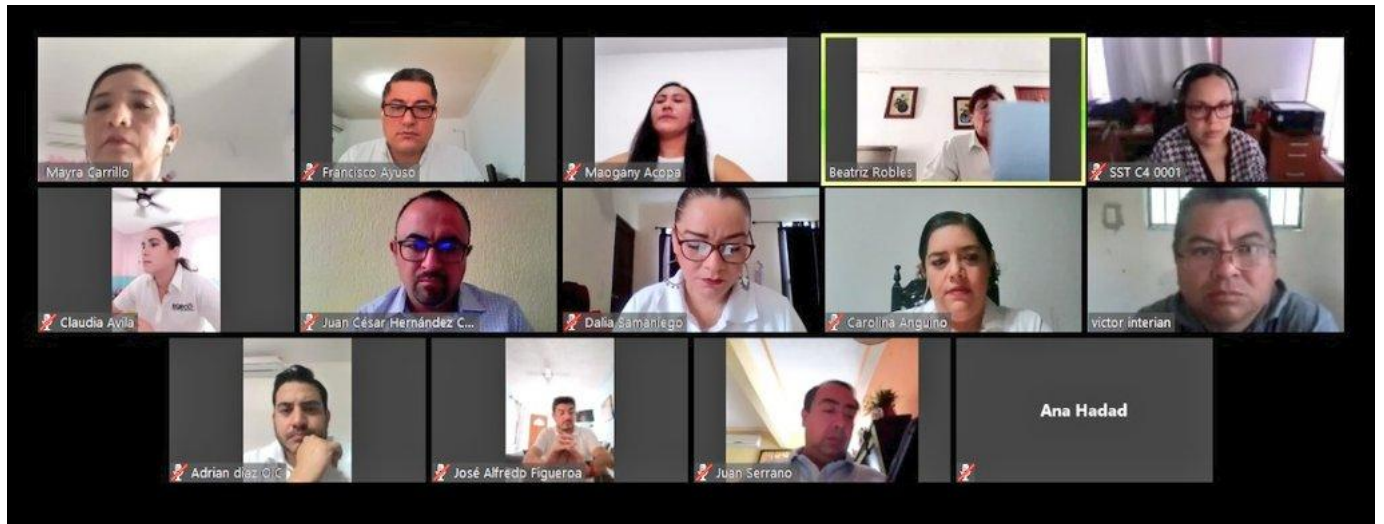 Mayra Carrillo
Francisco Ayuso
Maogany Acopa
Beatriz Robles
SST C4 0001
Claudia Avila
Juan César Hernández C...
Dalia Samaniego
Carolina Anguino
victor interian
Adrian díaz CIC
José Alfredo Figueroa
Juan Serrano
Ana Hadad